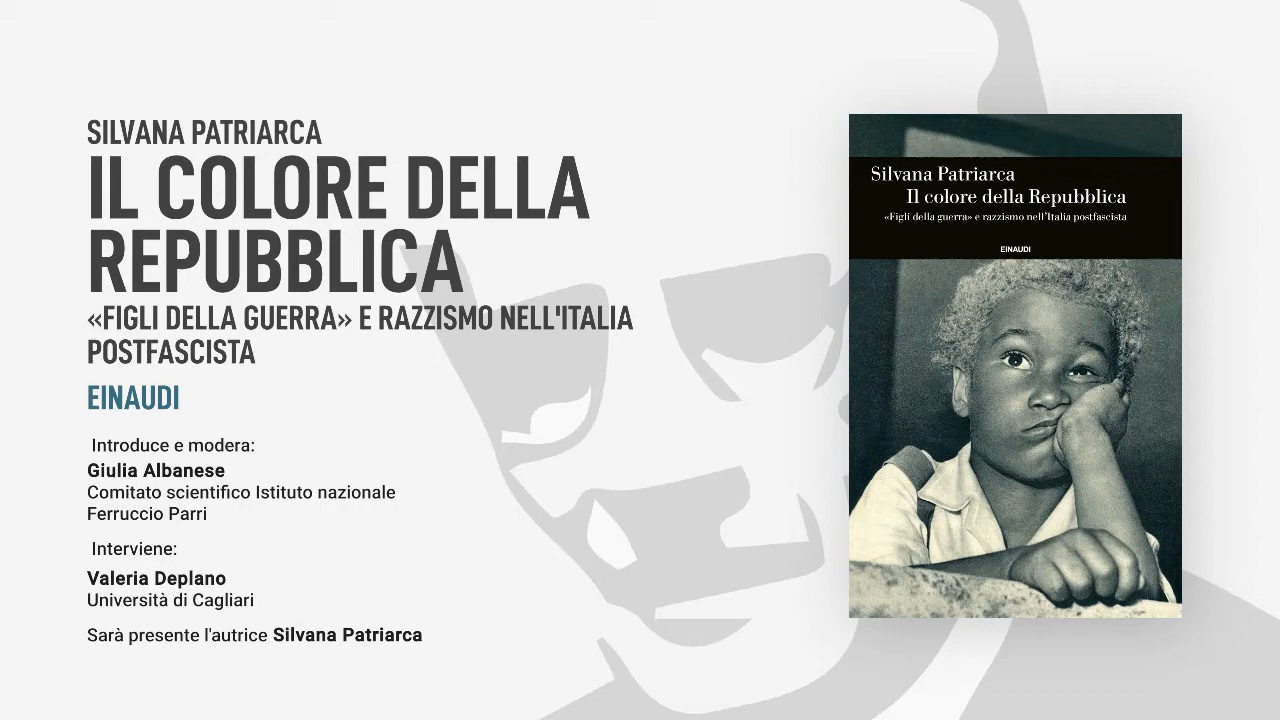 SILVANA PATRIARCA
IL COLORE DELLA
REPUBBLICA
«FIGLI DELLA GUERRA» E RAZZISMO NELL'ITALIA
POSTFASCISTA
EINAUDI
Introduce e modera:
Giulia Albanese
Comitato scientifico Istituto nazionale
Ferruccio Parri
Interviene:
Valeria Deplano
Università di Cagliari
Sarà presente l'autrice Silvana Patriarca
Silvana Patriarca
Il colore della Repubblica
«Figli della guerra» e razzismo nell'Italia postfascista
EINAUDI